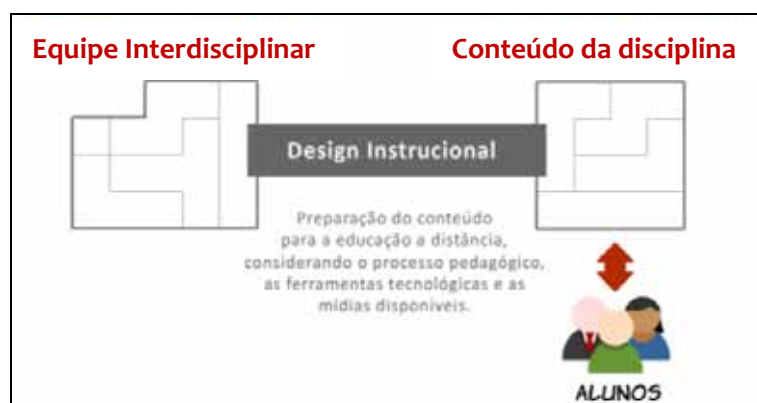 Equipe Interdisciplinar
Conteúdo da disciplina
Design Instrucional
Preparação do conteúdo
para a educação a distância,
considerando o processo pedagógico,
as ferramentas tecnológicas e as
mídias disponíveis.
ALUNOS